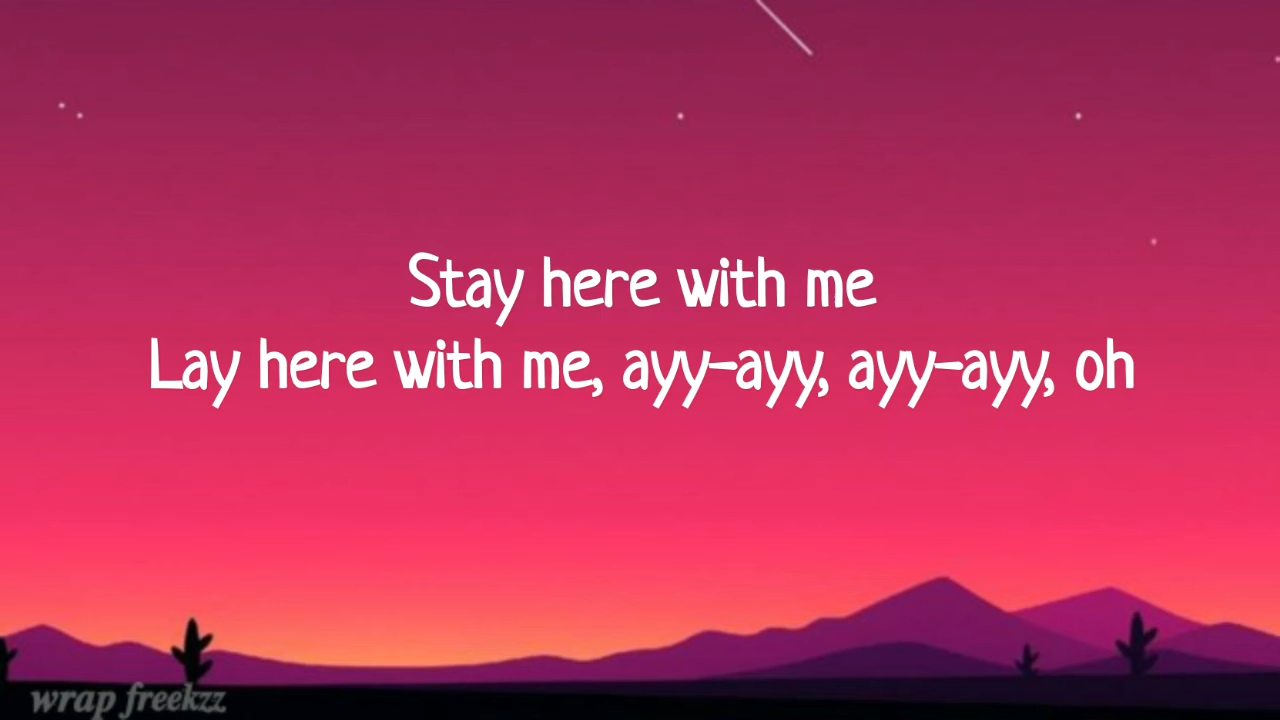 Stay here with me
Lay here with me, ayy-ayy, ayy-ayy, oh
wrap freekzz